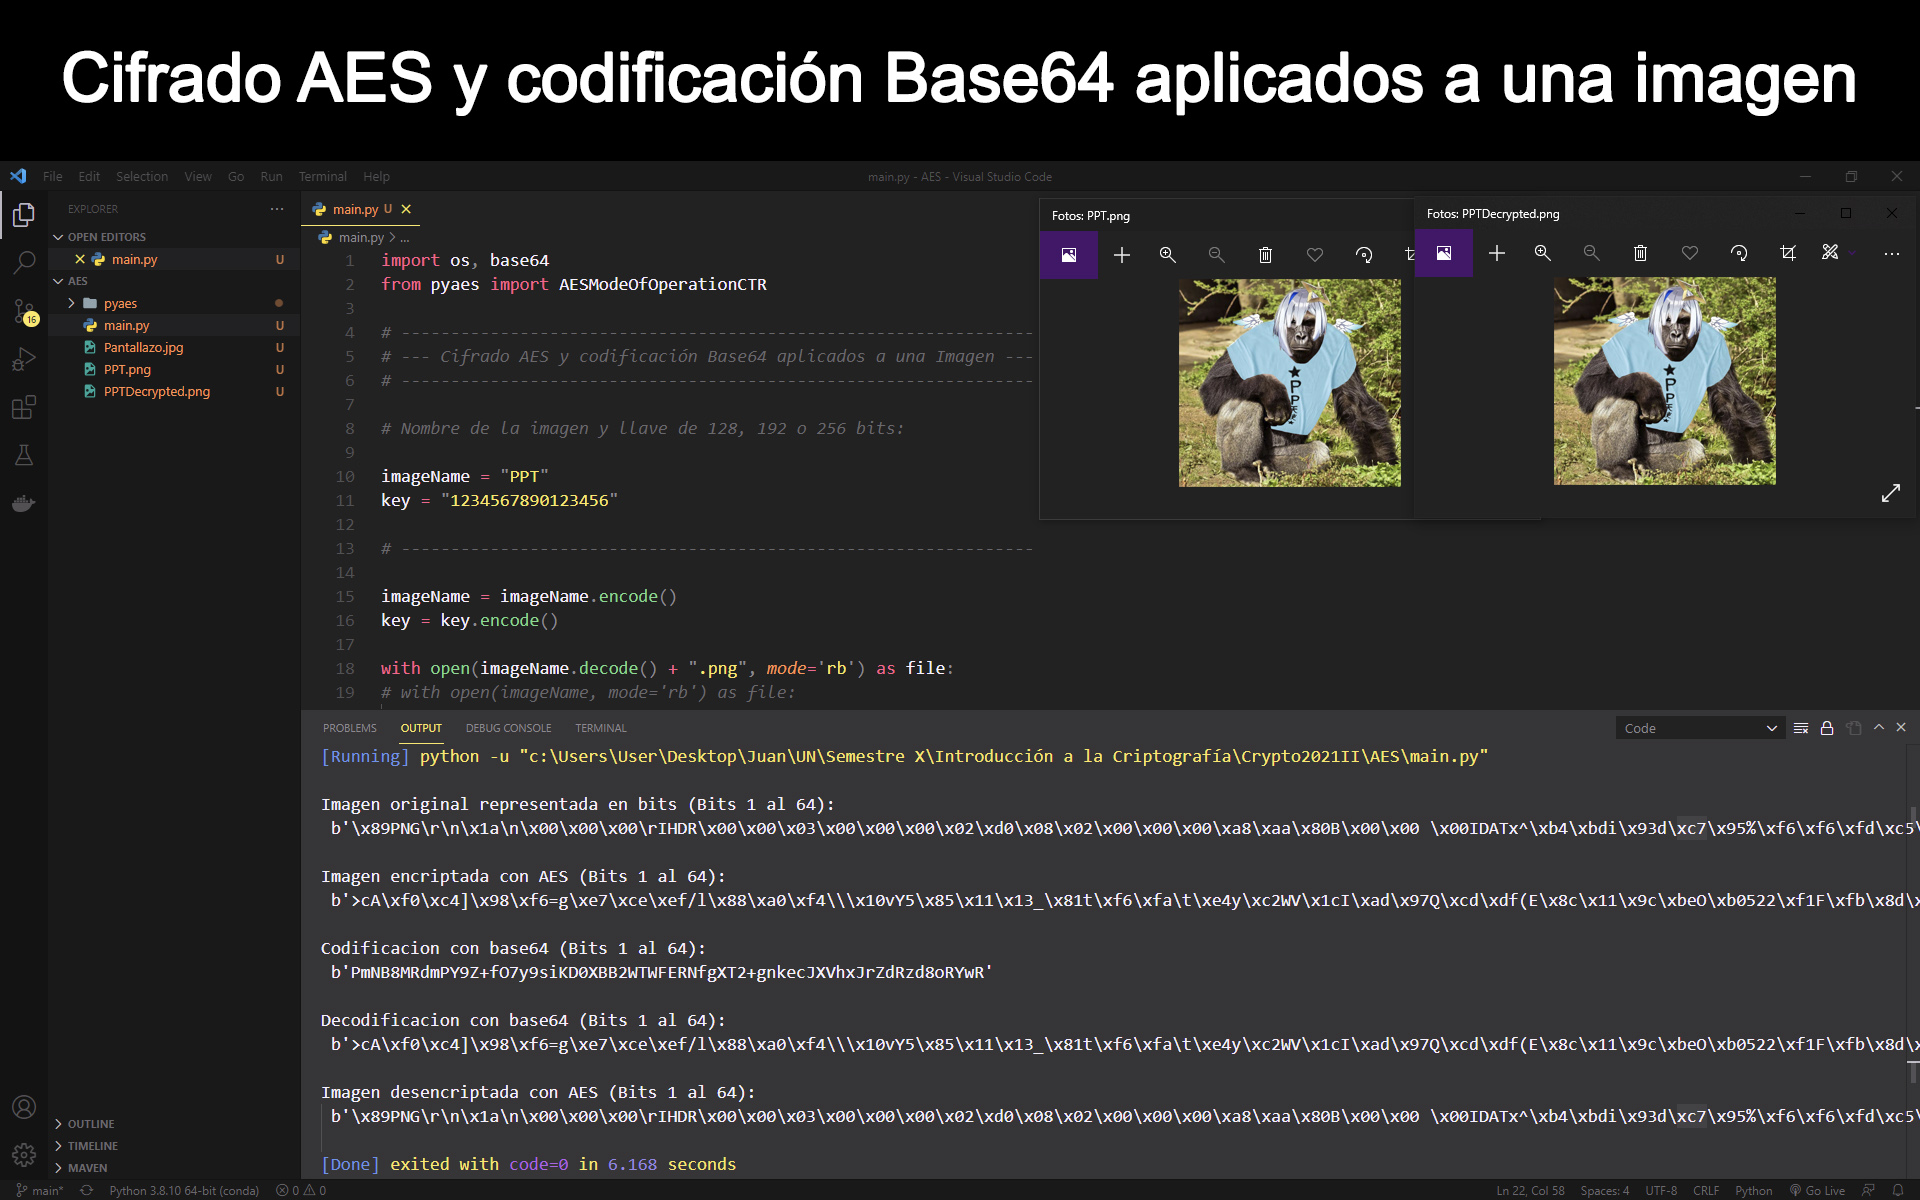 Cifrado AES y codificación Base64 aplicados a una imagen
File Edit Selection View Go Run Terminal Help
main.py - AES - Visual Studio Code
EXPLORER
OPEN EDITORS
main.py U
AES
pyaes
main.py U
Pantallazo.jpg U
PPT.png U
PPTDecrypted.png U
16
OUTLINE
TIMELINE
MAVEN
main.py U
main.py > ...
1 import os, base64
2 from pyaes import AESModeOfOperationCTR
3
4 # ----------------------------------------------------------------
5 # --- Cifrado AES y codificación Base64 aplicados a una Imagen ---
6 # ----------------------------------------------------------------
7
8 # Nombre de la imagen y llave de 128, 192 o 256 bits:
9
10 imageName = "PPT"
11 key = "1234567890123456"
12
13 # ----------------------------------------------------------------
14
15 imageName = imageName.encode()
16 key = key.encode()
17
18 with open(imageName.decode() + ".png", mode='rb') as file:
19 # with open(imageName, mode='rb') as file:
Fotos: PPT.png
PP
Fotos: PPTDecrypted.png
PP
PROBLEMS OUTPUT DEBUG CONSOLE TERMINAL
Code
[Running] python -u "c:\Users\User\Desktop\Juan\UN\Semestre X\Introducción a la Criptografía\Crypto2021II\AES\main.py"
Imagen original representada en bits (Bits 1 al 64):
b'\x89PNG\r\n\x1a\n\x00\x00\x00\rIHDR\x00\x00\x03\x00\x00\x00\x02\xd0\x08\x02\x00\x00\x00\xa8\xaa\x80B\x00\x00 \x00IDATx^\xb4\xbdi\x93d\xc7\x95%\xf6\xf6\xfd\xc5\
Imagen encriptada con AES (Bits 1 al 64):
b'>cA\xf0\xc4]\x98\xf6=g\xe7\xce\xef/l\x88\xa0\xf4\\\x10vY5\x85\x11\x13_\x81t\xf6\xfa\t\xe4y\xc2WV\x1cI\xad\x97Q\xcd\xdf(E\x8c\x11\x9c\xbeO\xb0522\xf1F\xfb\x8d\x
Codificacion con base64 (Bits 1 al 64):
b'PmNB8MRdmPY9Z+fO7y9siKD0XBB2WTWFERNfgXT2+gnkecJXVhxJrZdRzd8oRYwR'
Decodificacion con base64 (Bits 1 al 64):
b'>cA\xf0\xc4]\x98\xf6=g\xe7\xce\xef/l\x88\xa0\xf4\\\x10vY5\x85\x11\x13_\x81t\xf6\xfa\t\xe4y\xc2WV\x1cI\xad\x97Q\xcd\xdf(E\x8c\x11\x9c\xbeO\xb0522\xf1F\xfb\x8d\x
Imagen desencriptada con AES (Bits 1 al 64):
b'\x89PNG\r\n\x1a\n\x00\x00\x00\rIHDR\x00\x00\x03\x00\x00\x00\x02\xd0\x08\x02\x00\x00\x00\xa8\xaa\x80B\x00\x00 \x00IDATx^\xb4\xbdi\x93d\xc7\x95%\xf6\xf6\xfd\xc5\
[Done] exited with code=0 in 6.168 seconds
main* Python 3.8.10 64-bit (conda) 0 0 Ln 22, Col 58 Spaces: 4 UTF-8 CRLF Python Go Live